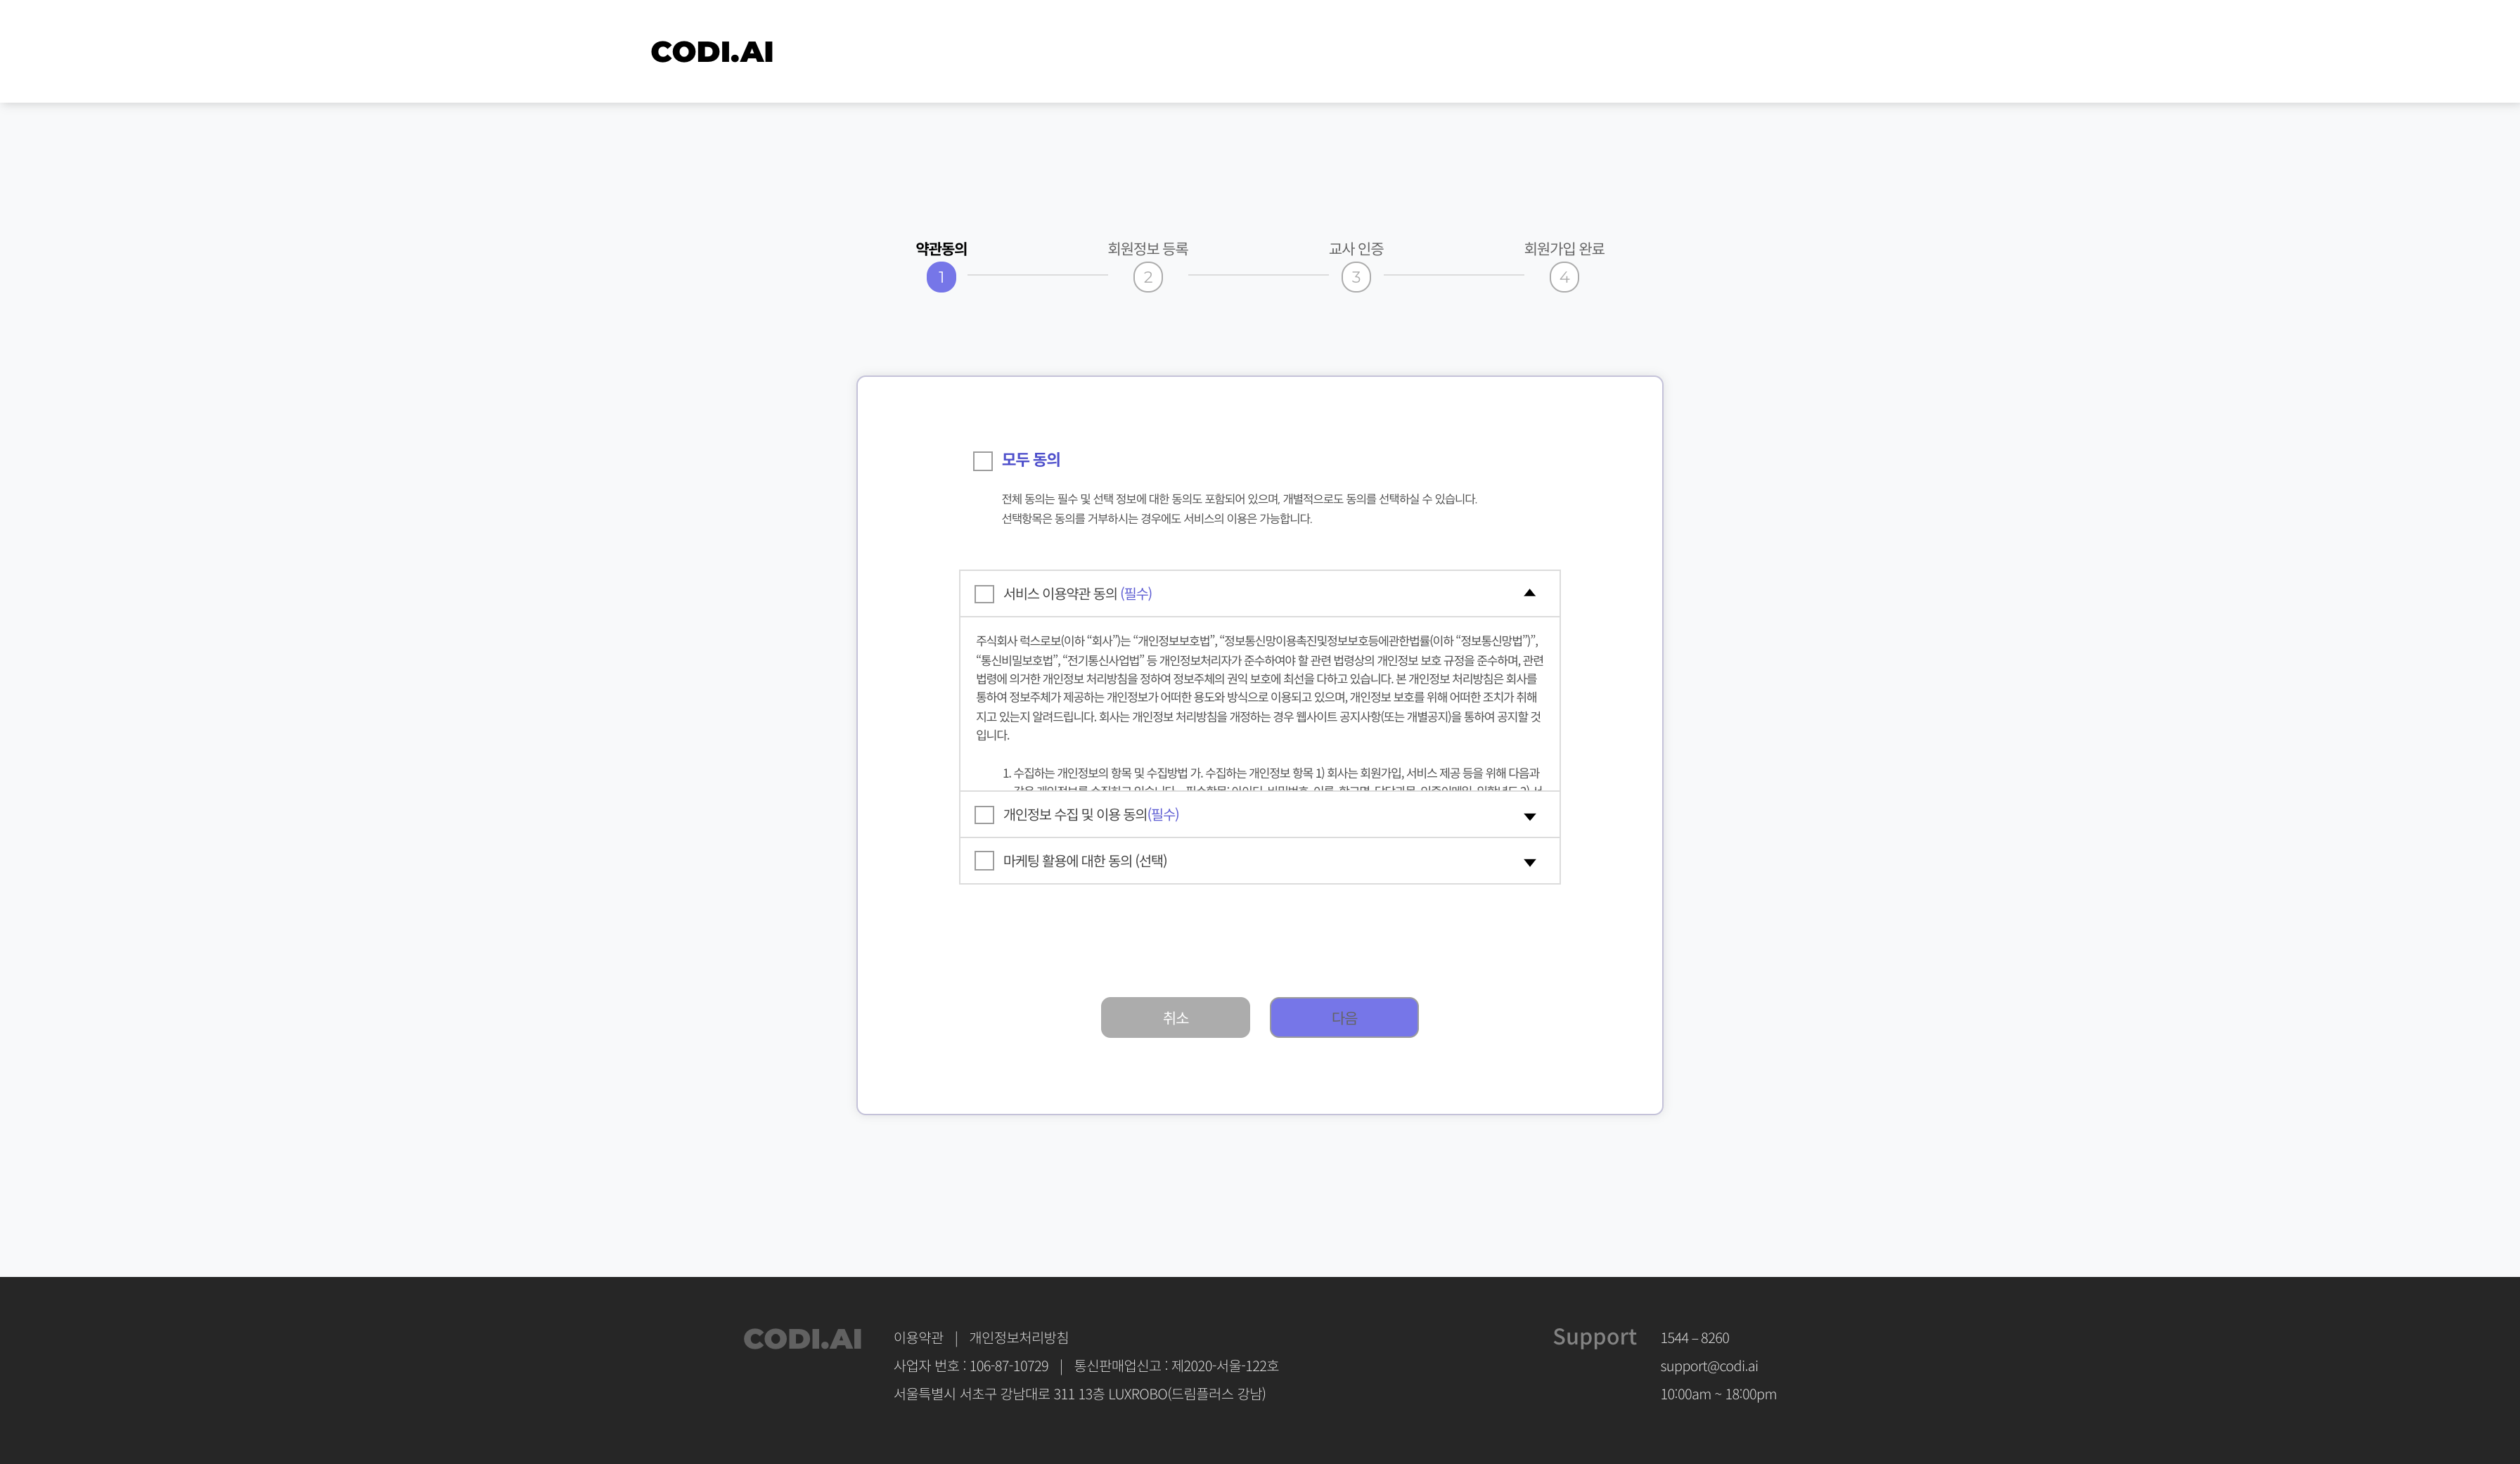 CODI.AI
약관동의
회원정보 등록
교사 인증
회원가입 완료
1
2
3
4
모두 동의
전체 동의는 필수 및 선택 정보에 대한 동의도 포함되어 있으며, 개별적으로도 동의를 선택하실 수 있습니다.
선택항목은 동의를 거부하시는 경우에도 서비스의 이용은 가능합니다.
서비스 이용약관 동의 (필수)
주식회사 럭스로보(이하 “회사”)는 “개인정보보호법”, “정보통신망이용촉진및정보보호등에관한법률(이하 “정보통신망법”)”,
“통신비밀보호법”, “전기통신사업법” 등 개인정보처리자가 준수하여야 할 관련 법령상의 개인정보 보호 규정을 준수하며, 관련
법령에 의거한 개인정보 처리방침을 정하여 정보주체의 권익 보호에 최선을 다하고 있습니다. 본 개인정보 처리방침은 회사를
통하여 정보주체가 제공하는 개인정보가 어떠한 용도와 방식으로 이용되고 있으며, 개인정보 보호를 위해 어떠한 조치가 취해
지고 있는지 알려드립니다. 회사는 개인정보 처리방침을 개정하는 경우 웹사이트 공지사항(또는 개별공지)을 통하여 공지할 것
입니다.
1. 수집하는 개인정보의 항목 및 수집방법 가. 수집하는 개인정보 항목 1) 회사는 회원가입, 서비스 제공 등을 위해 다음과
개인정보 수집 및 이용 동의(필수)
마케팅 활용에 대한 동의 (선택)
취소
다음
CODI.AI
이용약관 | 개인정보처리방침
사업자 번호 : 106-87-10729 | 통신판매업신고 : 제2020-서울-122호
서울특별시 서초구 강남대로 311 13층 LUXROBO(드림플러스 강남)
Support
1544 – 8260
support@codi.ai
10:00am ~ 18:00pm